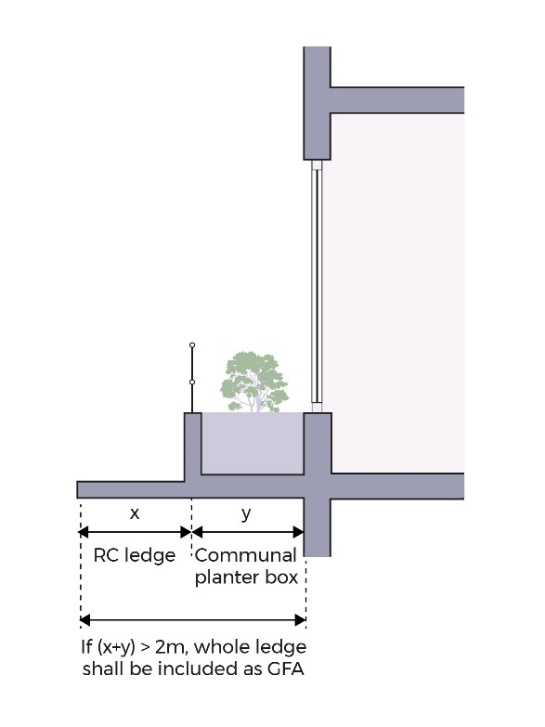 x
y
RC ledge
Communal
planter box
If (x+y) > 2m, whole ledge
shall be included as GFA